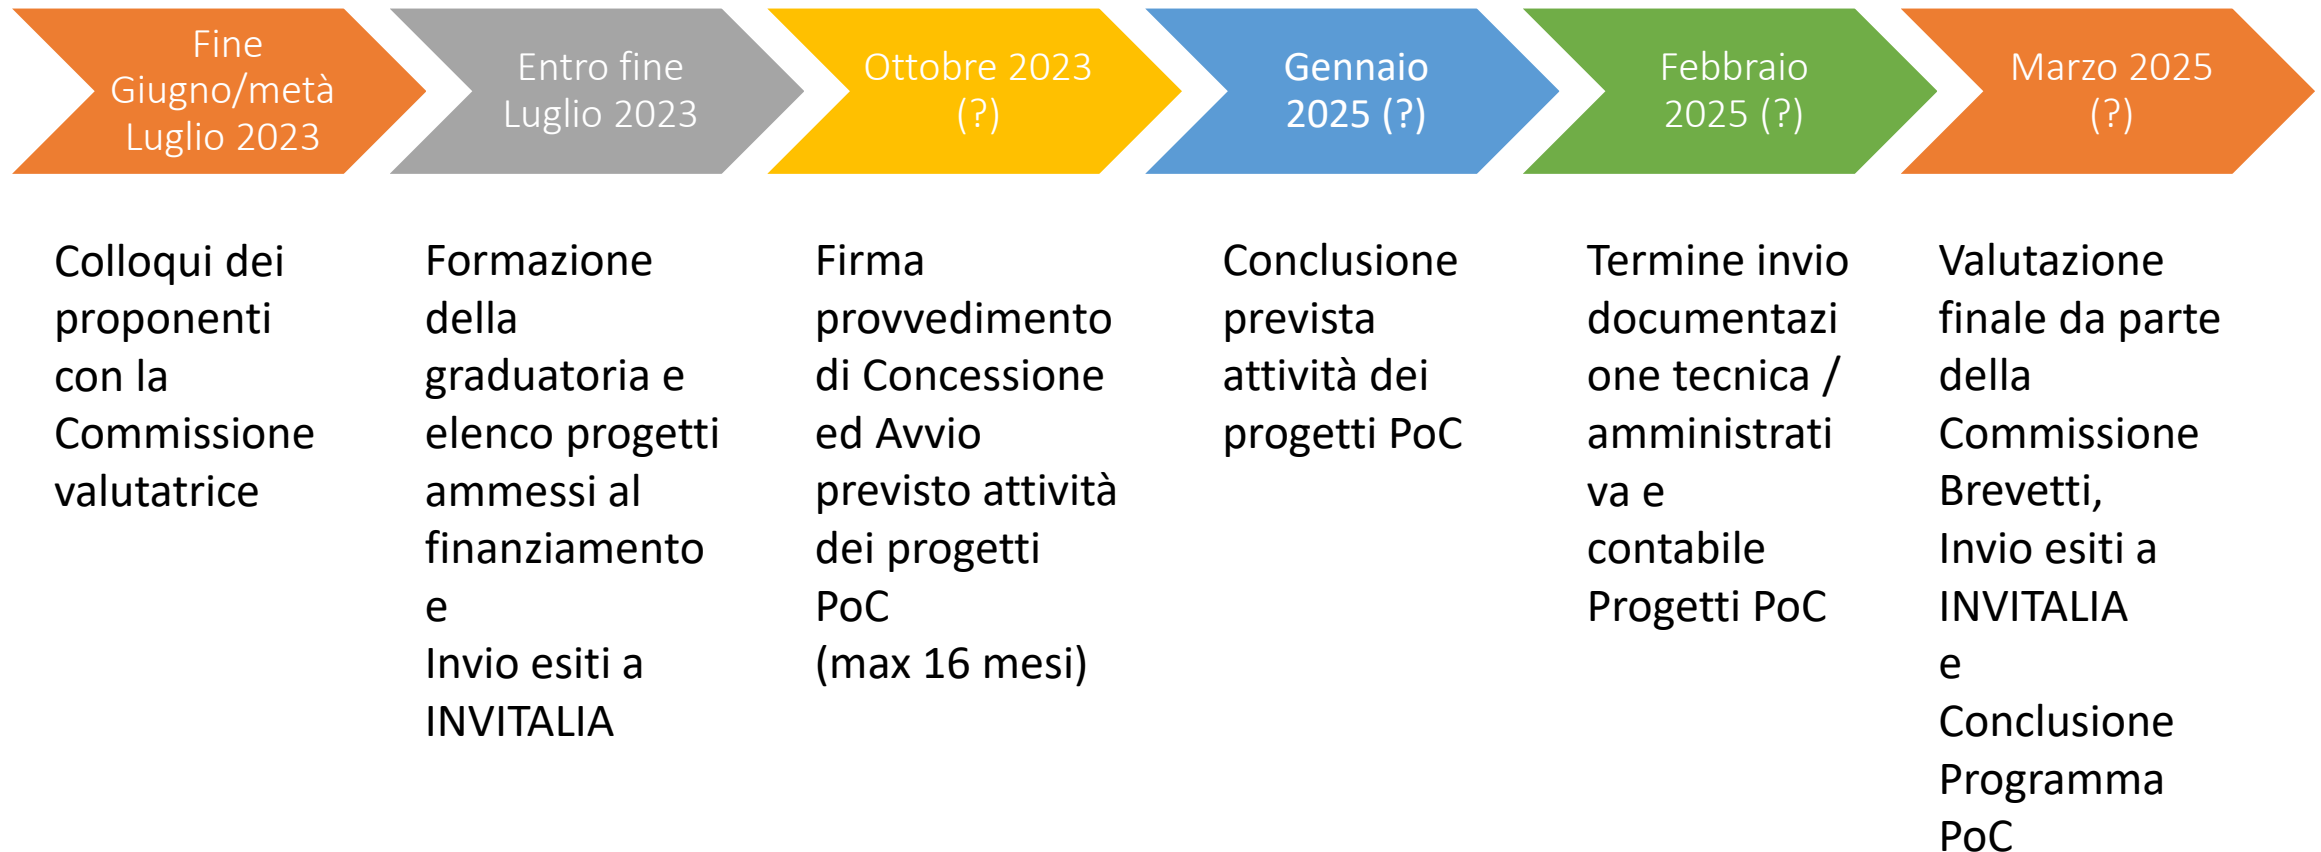 Fine
Giugno/metà
Luglio 2023
Entro fine
Luglio 2023
Ottobre 2023
(?)
Gennaio
2025 (?)
Febbraio
2025 (?)
Marzo 2025
(?)
Colloqui dei
proponenti
con la
Commissione
valutatrice
Formazione
della
graduatoria e
elenco progetti
ammessi al
finanziamento
e
Invio esiti a
INVITALIA
Firma
provvedimento
di Concessione
ed Avvio
previsto attività
dei progetti
PoC
(max 16 mesi)
Conclusione
prevista
attività dei
progetti PoC
Termine invio
documentazi
one tecnica /
amministrati
va e
contabile
Progetti PoC
Valutazione
finale da parte
della
Commissione
Brevetti,
Invio esiti a
INVITALIA
e
Conclusione
Programma
PoC